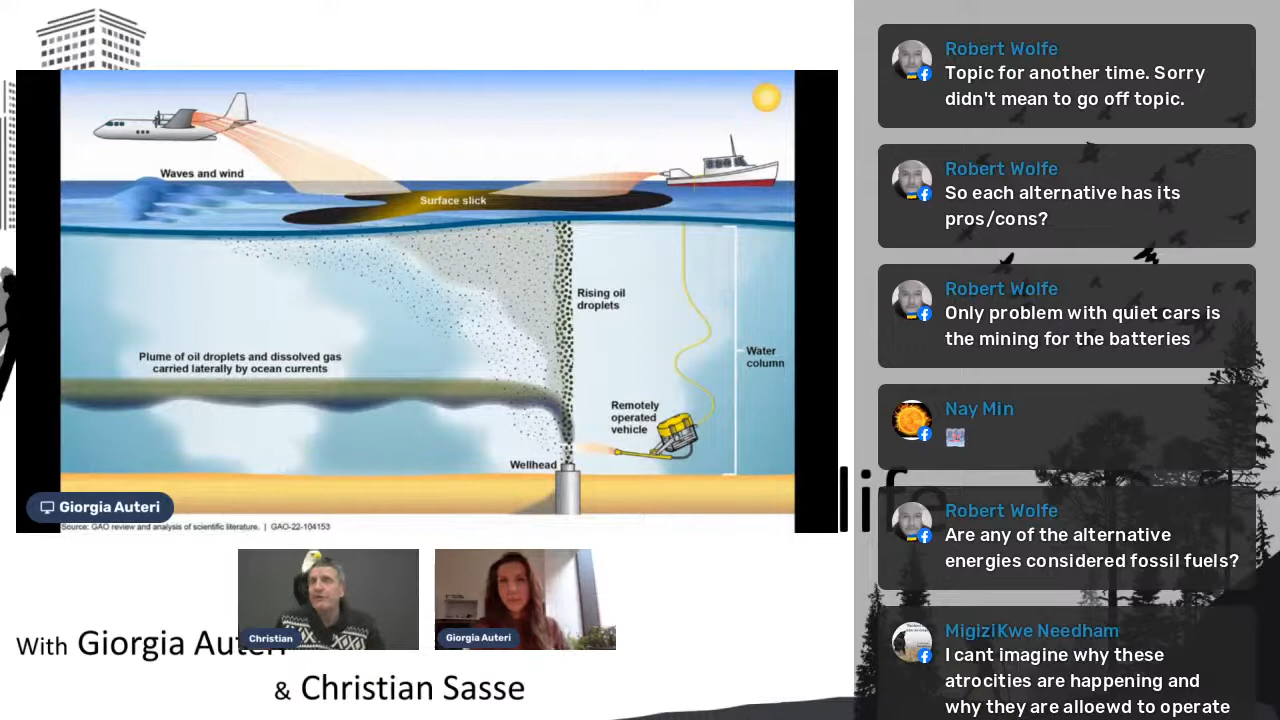 Waves and wind
Surface slick
Rising oil
droplets
Plume of oil droplets and dissolved gas
carried laterally by ocean currents
Water
column
Remotely
operated
vehicle
Wellhead
Giorgia Auteri
Source: GAO review and analysis of scientific literature. | GAO-22-104153
Christian
Giorgia Auteri
With Giorgia Auteri
& Christian Sasse
life
Robert Wolfe
Topic for another time. Sorry
didn't mean to go off topic.
Robert Wolfe
So each alternative has its
pros/cons?
Robert Wolfe
Only problem with quiet cars is
the mining for the batteries
Nay Min
Robert Wolfe
Are any of the alternative
energies considered fossil fuels?
MigiziKwe Needham
I cant imagine why these
atrocities are happening and
why they are alloewd to operate